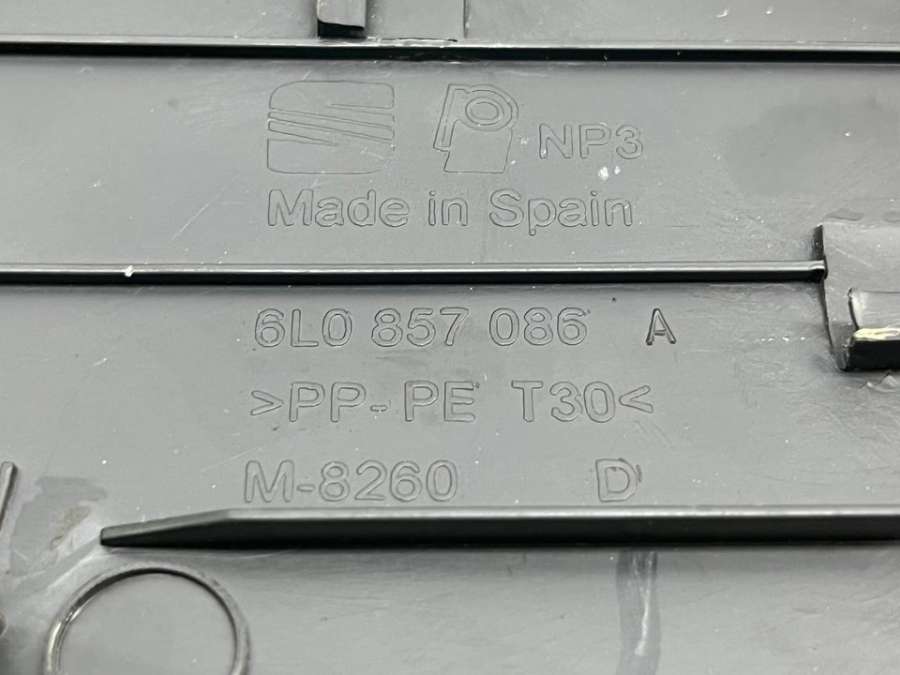 NP3
Made in Spain
6L0 857 086 A
>PP-PE T30<
M-8260 D